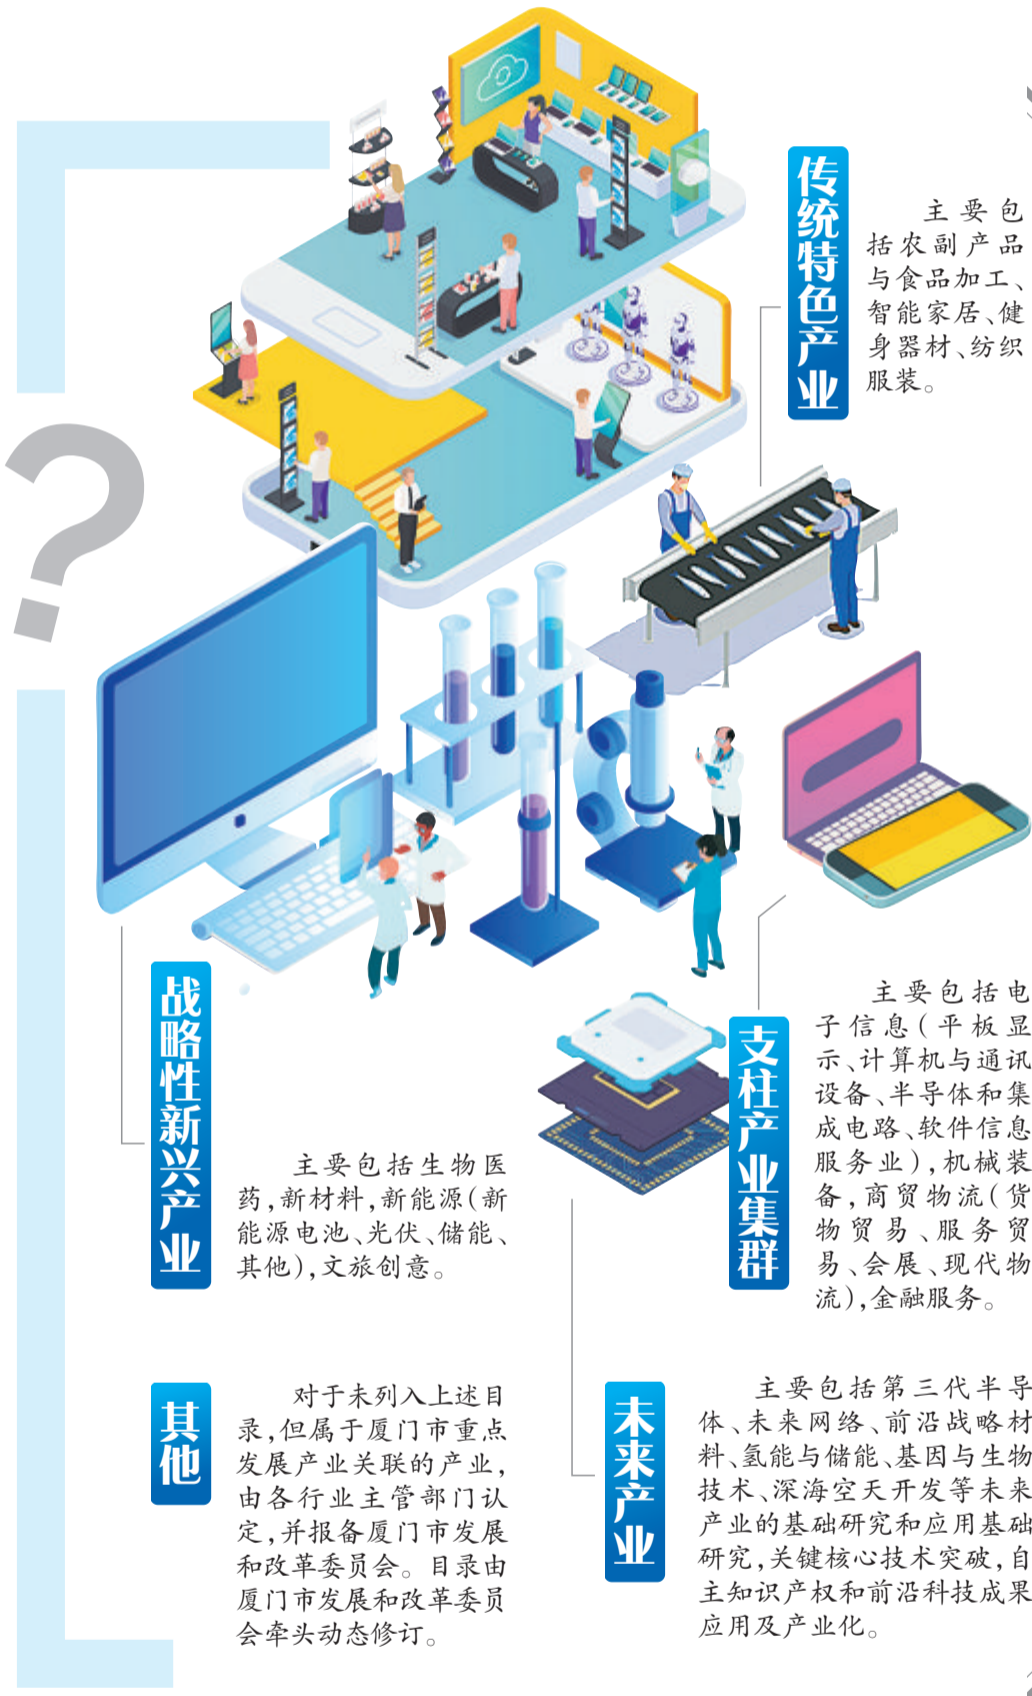 ?
传统特色产业
主要包
括农副产品
与食品加工、
智能家居、健
身器材、纺织
服装。
战略性新兴产业
主要包括生物医
药,新材料,新能源(新
能源电池、光伏、储能、
其他),文旅创意。
支柱产业集群
主要包括电
子信息(平板显
示、计算机与通讯
设备、半导体和集
成电路、软件信息
服务业),机械装
备,商贸物流(货
物贸易、服务贸
易、会展、现代物
流),金融服务。
其他
对于未列入上述目
录,但属于厦门市重点
发展产业关联的产业,
由各行业主管部门认
定,并报备厦门市发展
和改革委员会。目录由
厦门市发展和改革委员
会牵头动态修订。
未来产业
主要包括第三代半导
体、未来网络、前沿战略材
料、氢能与储能、基因与生物
技术、深海空天开发等未来
产业的基础研究和应用基础
研究,关键核心技术突破,自
主知识产权和前沿科技成果
应用及产业化。